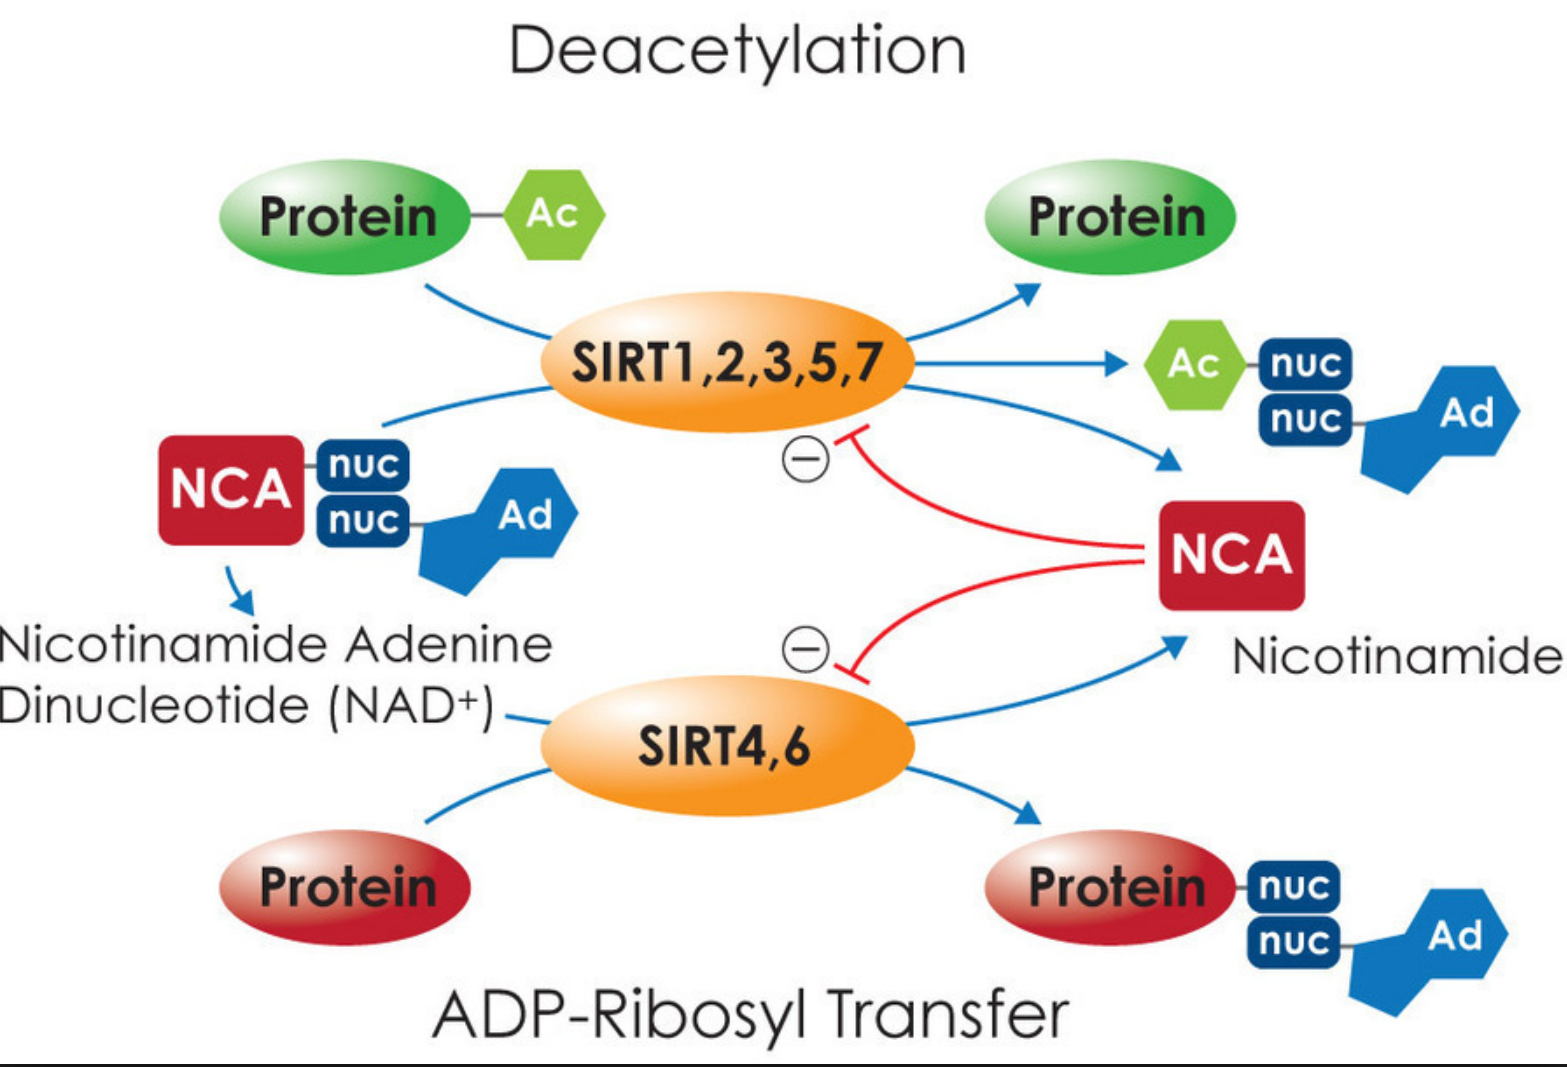 Deacetylation
Protein
Ac
Protein
SIRT1,2,3,5,7
Ac
nuc
nuc
Ad
NCA
nuc
nuc
Ad
−
NCA
Nicotinamide Adenine
Dinucleotide (NAD+)
−
Nicotinamide
SIRT4,6
Protein
Protein
nuc
nuc
Ad
ADP-Ribosyl Transfer